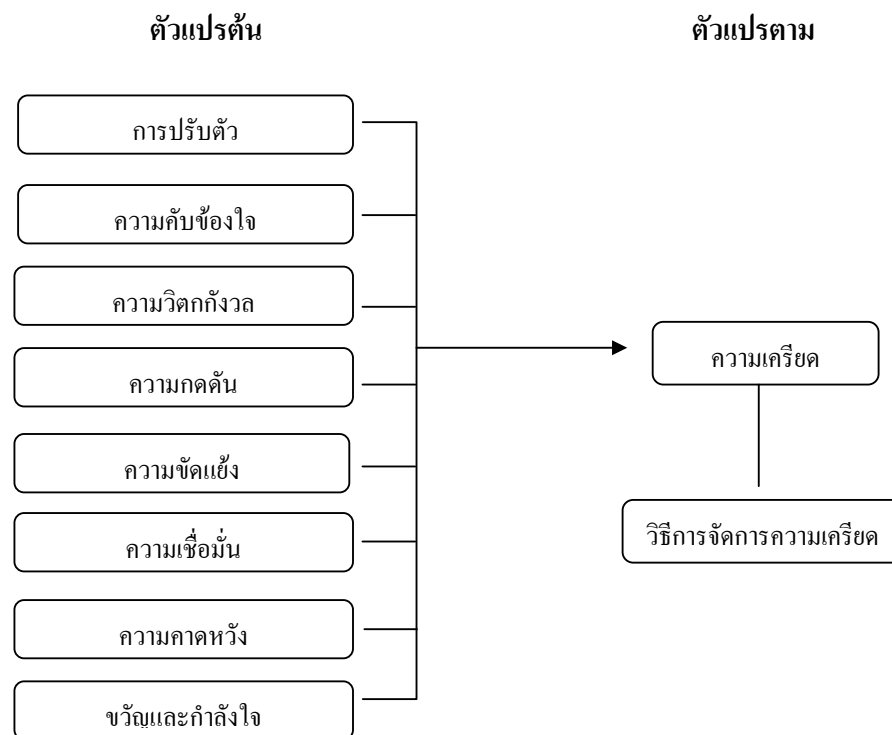 ตัวแปรต้น
ตัวแปรตาม
การปรับตัว
ความคับข้องใจ
ความวิตกกังวล
ความกดดัน
ความขัดแย้ง
ความเชื่อมั่น
ความคาดหวัง
ขวัญและกำลังใจ
ความเครียด
วิธีการจัดการความเครียด